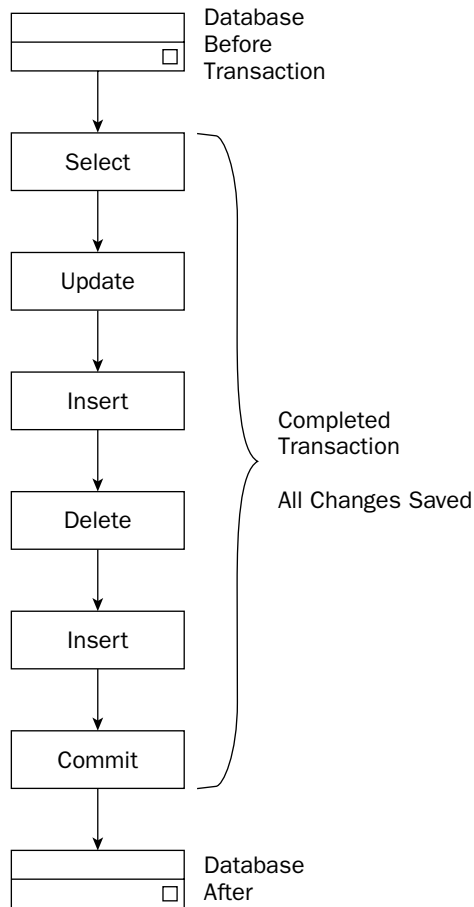 Database
Before
Transaction
Select
Update
Insert
Completed
Transaction
All Changes Saved
Delete
Insert
Commit
Database
After